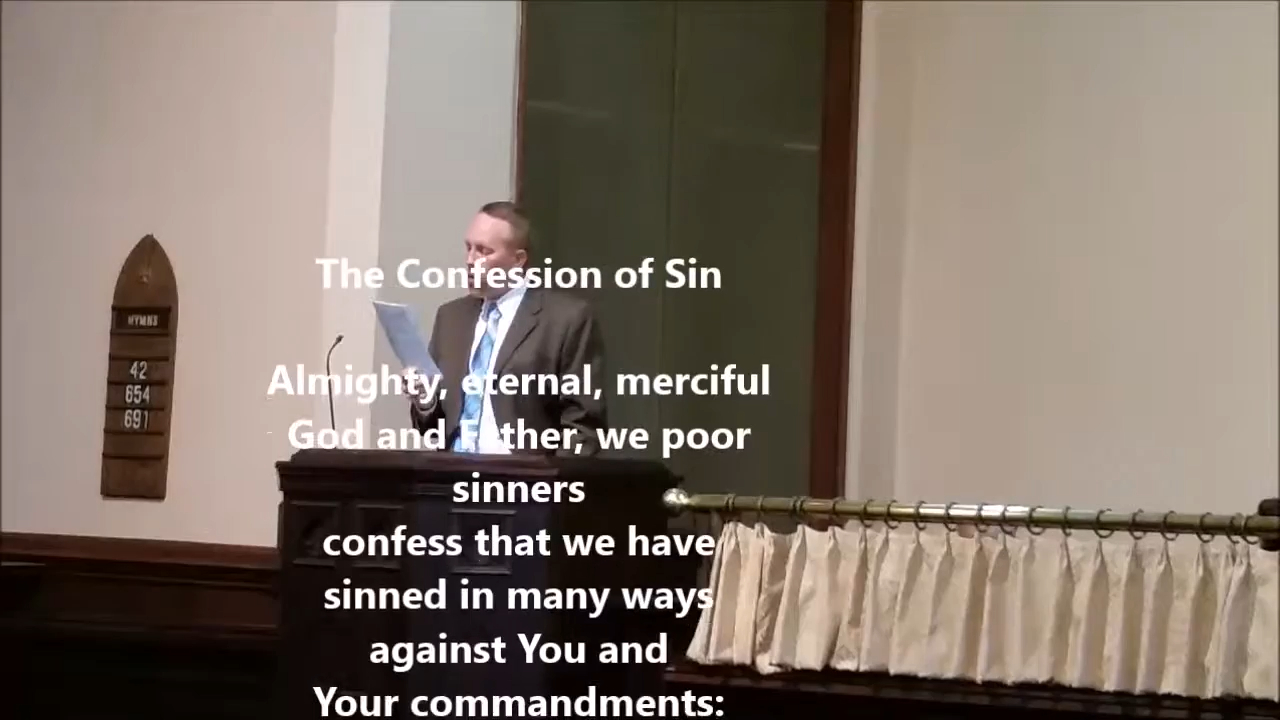 The Confession of Sin
Almighty, eternal, merciful
God and Father, we poor
sinners
confess that we have
sinned in many ways
against You and
Your commandments:
HYMNS
42
654
691